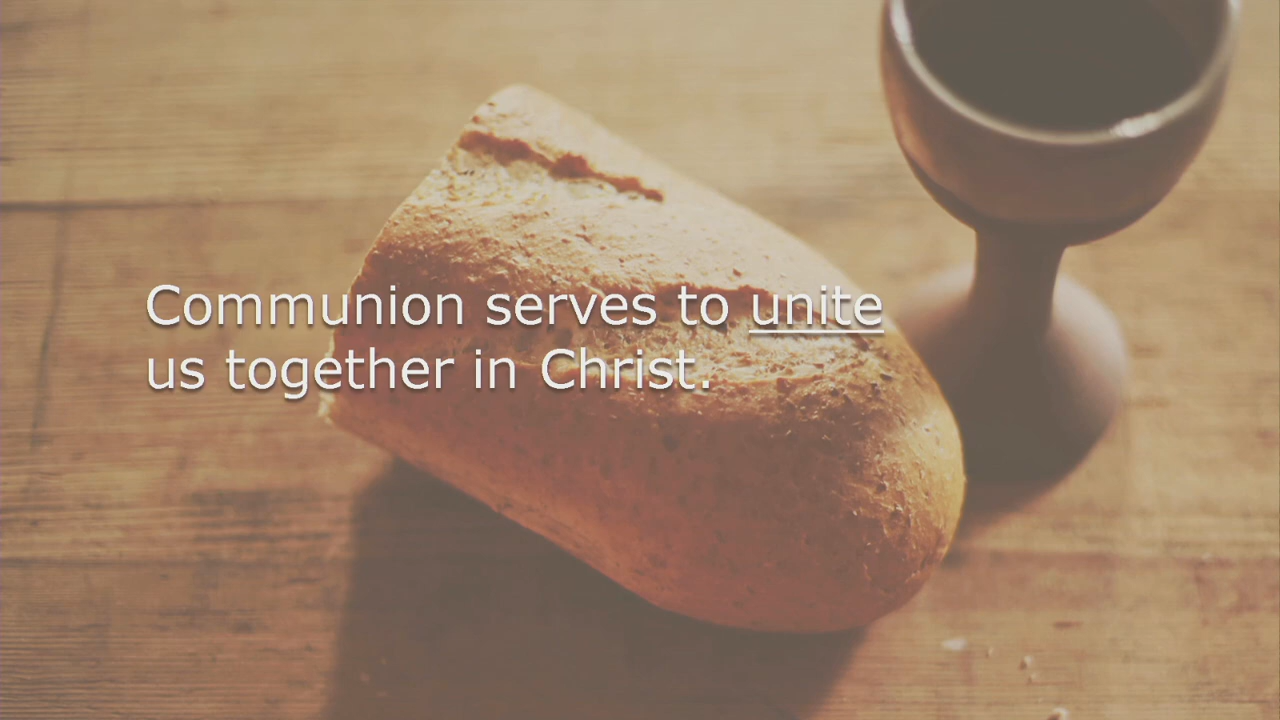 Communion serves to unite
us together in Christ.